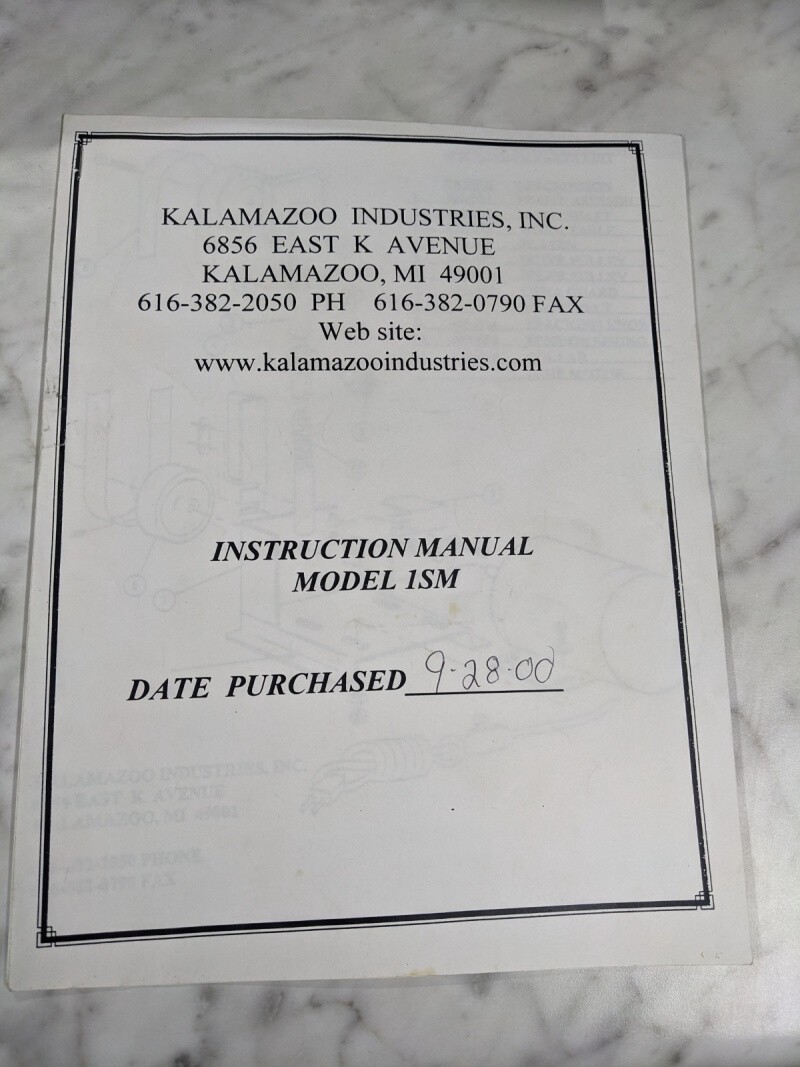 KALAMAZOO INDUSTRIES, INC.
6856 EAST K AVENUE
KALAMAZOO, MI 49001
616-382-2050 PH 616-382-0790 FAX
Web site:
www.kalamazooindustries.com
INSTRUCTION MANUAL
MODEL 1SM
DATE PURCHASED 9-28-00